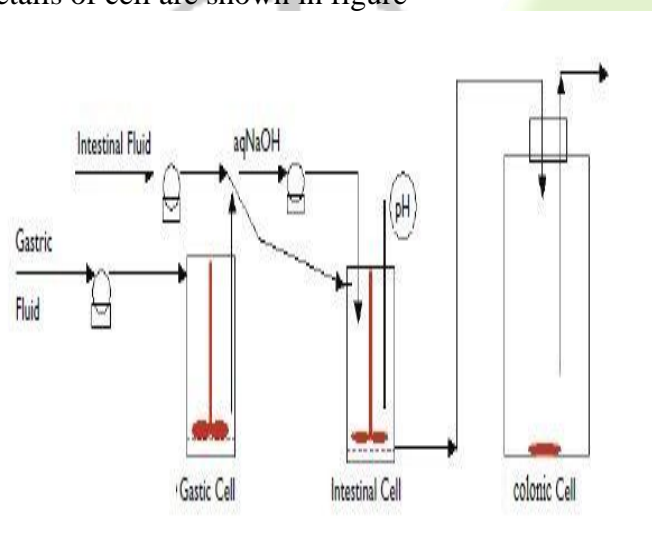 etails of cell are shown in figure
Intestinal Fluid
aqNaOH
pH
Gastric
Fluid
Gastic Cell
Intestinal Cell
colonic Cell